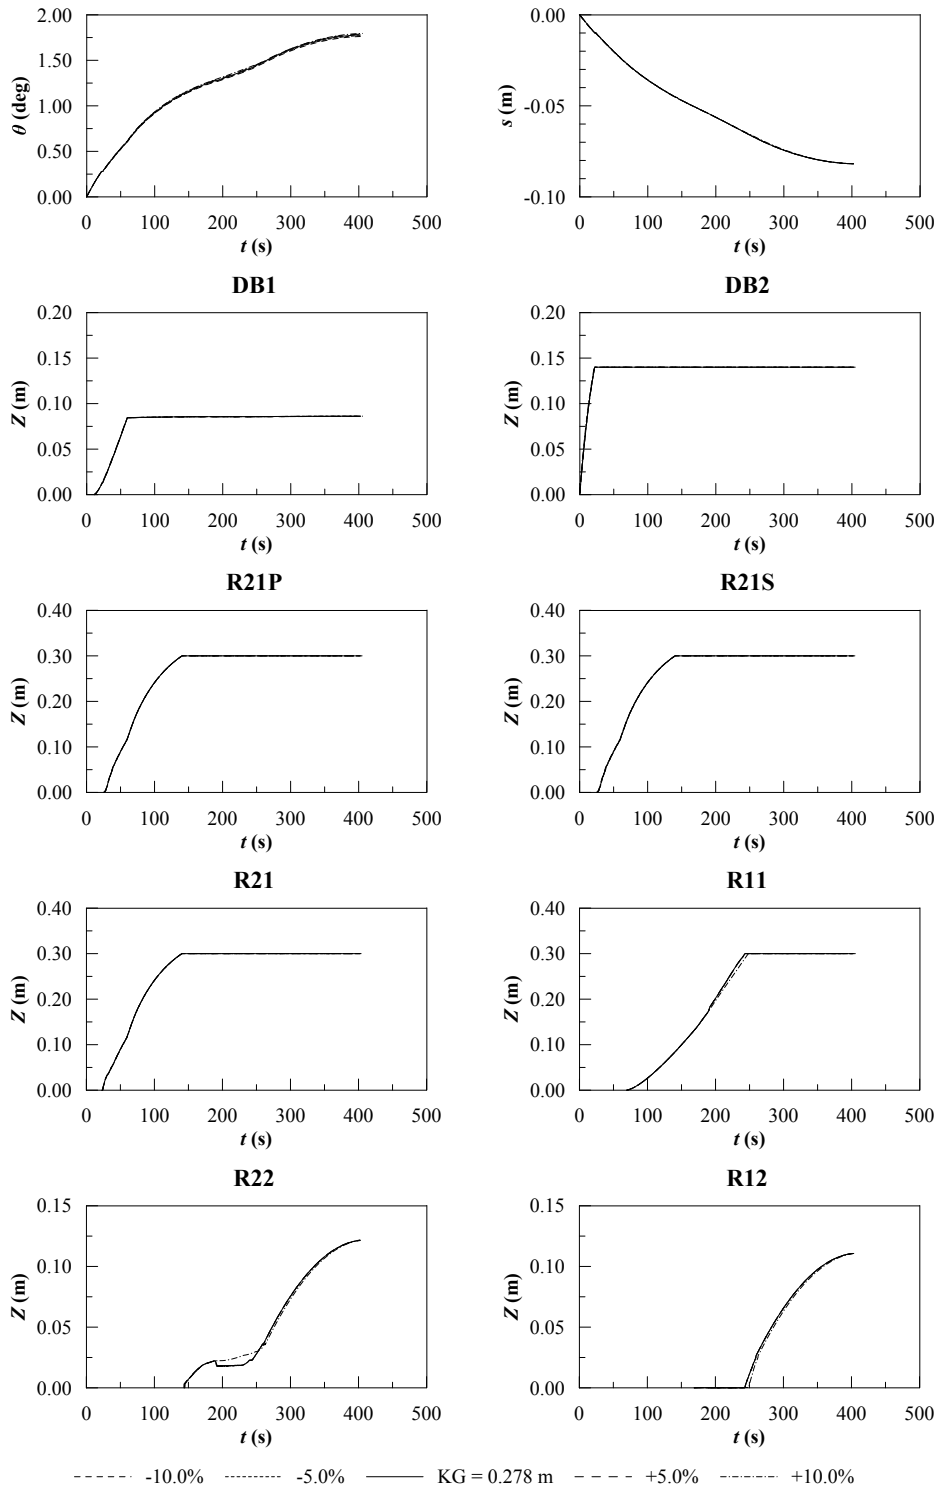 2.00
1.50
1.00
0.50
0.00
θ (deg)
0 100 200 300 400 500
t (s)
0.00
-0.05
-0.10
s (m)
0 100 200 300 400 500
t (s)
DB1
0.20
0.15
0.10
0.05
0.00
Z (m)
0 100 200 300 400 500
t (s)
DB2
0.20
0.15
0.10
0.05
0.00
Z (m)
0 100 200 300 400 500
t (s)
R21P
0.40
0.30
0.20
0.10
0.00
Z (m)
0 100 200 300 400 500
t (s)
R21S
0.40
0.30
0.20
0.10
0.00
Z (m)
0 100 200 300 400 500
t (s)
R21
0.40
0.30
0.20
0.10
0.00
Z (m)
0 100 200 300 400 500
t (s)
R11
0.40
0.30
0.20
0.10
0.00
Z (m)
0 100 200 300 400 500
t (s)
R22
0.15
0.10
0.05
0.00
Z (m)
0 100 200 300 400 500
t (s)
R12
0.15
0.10
0.05
0.00
Z (m)
0 100 200 300 400 500
t (s)
-10.0% -5.0% KG = 0.278 m +5.0% +10.0%